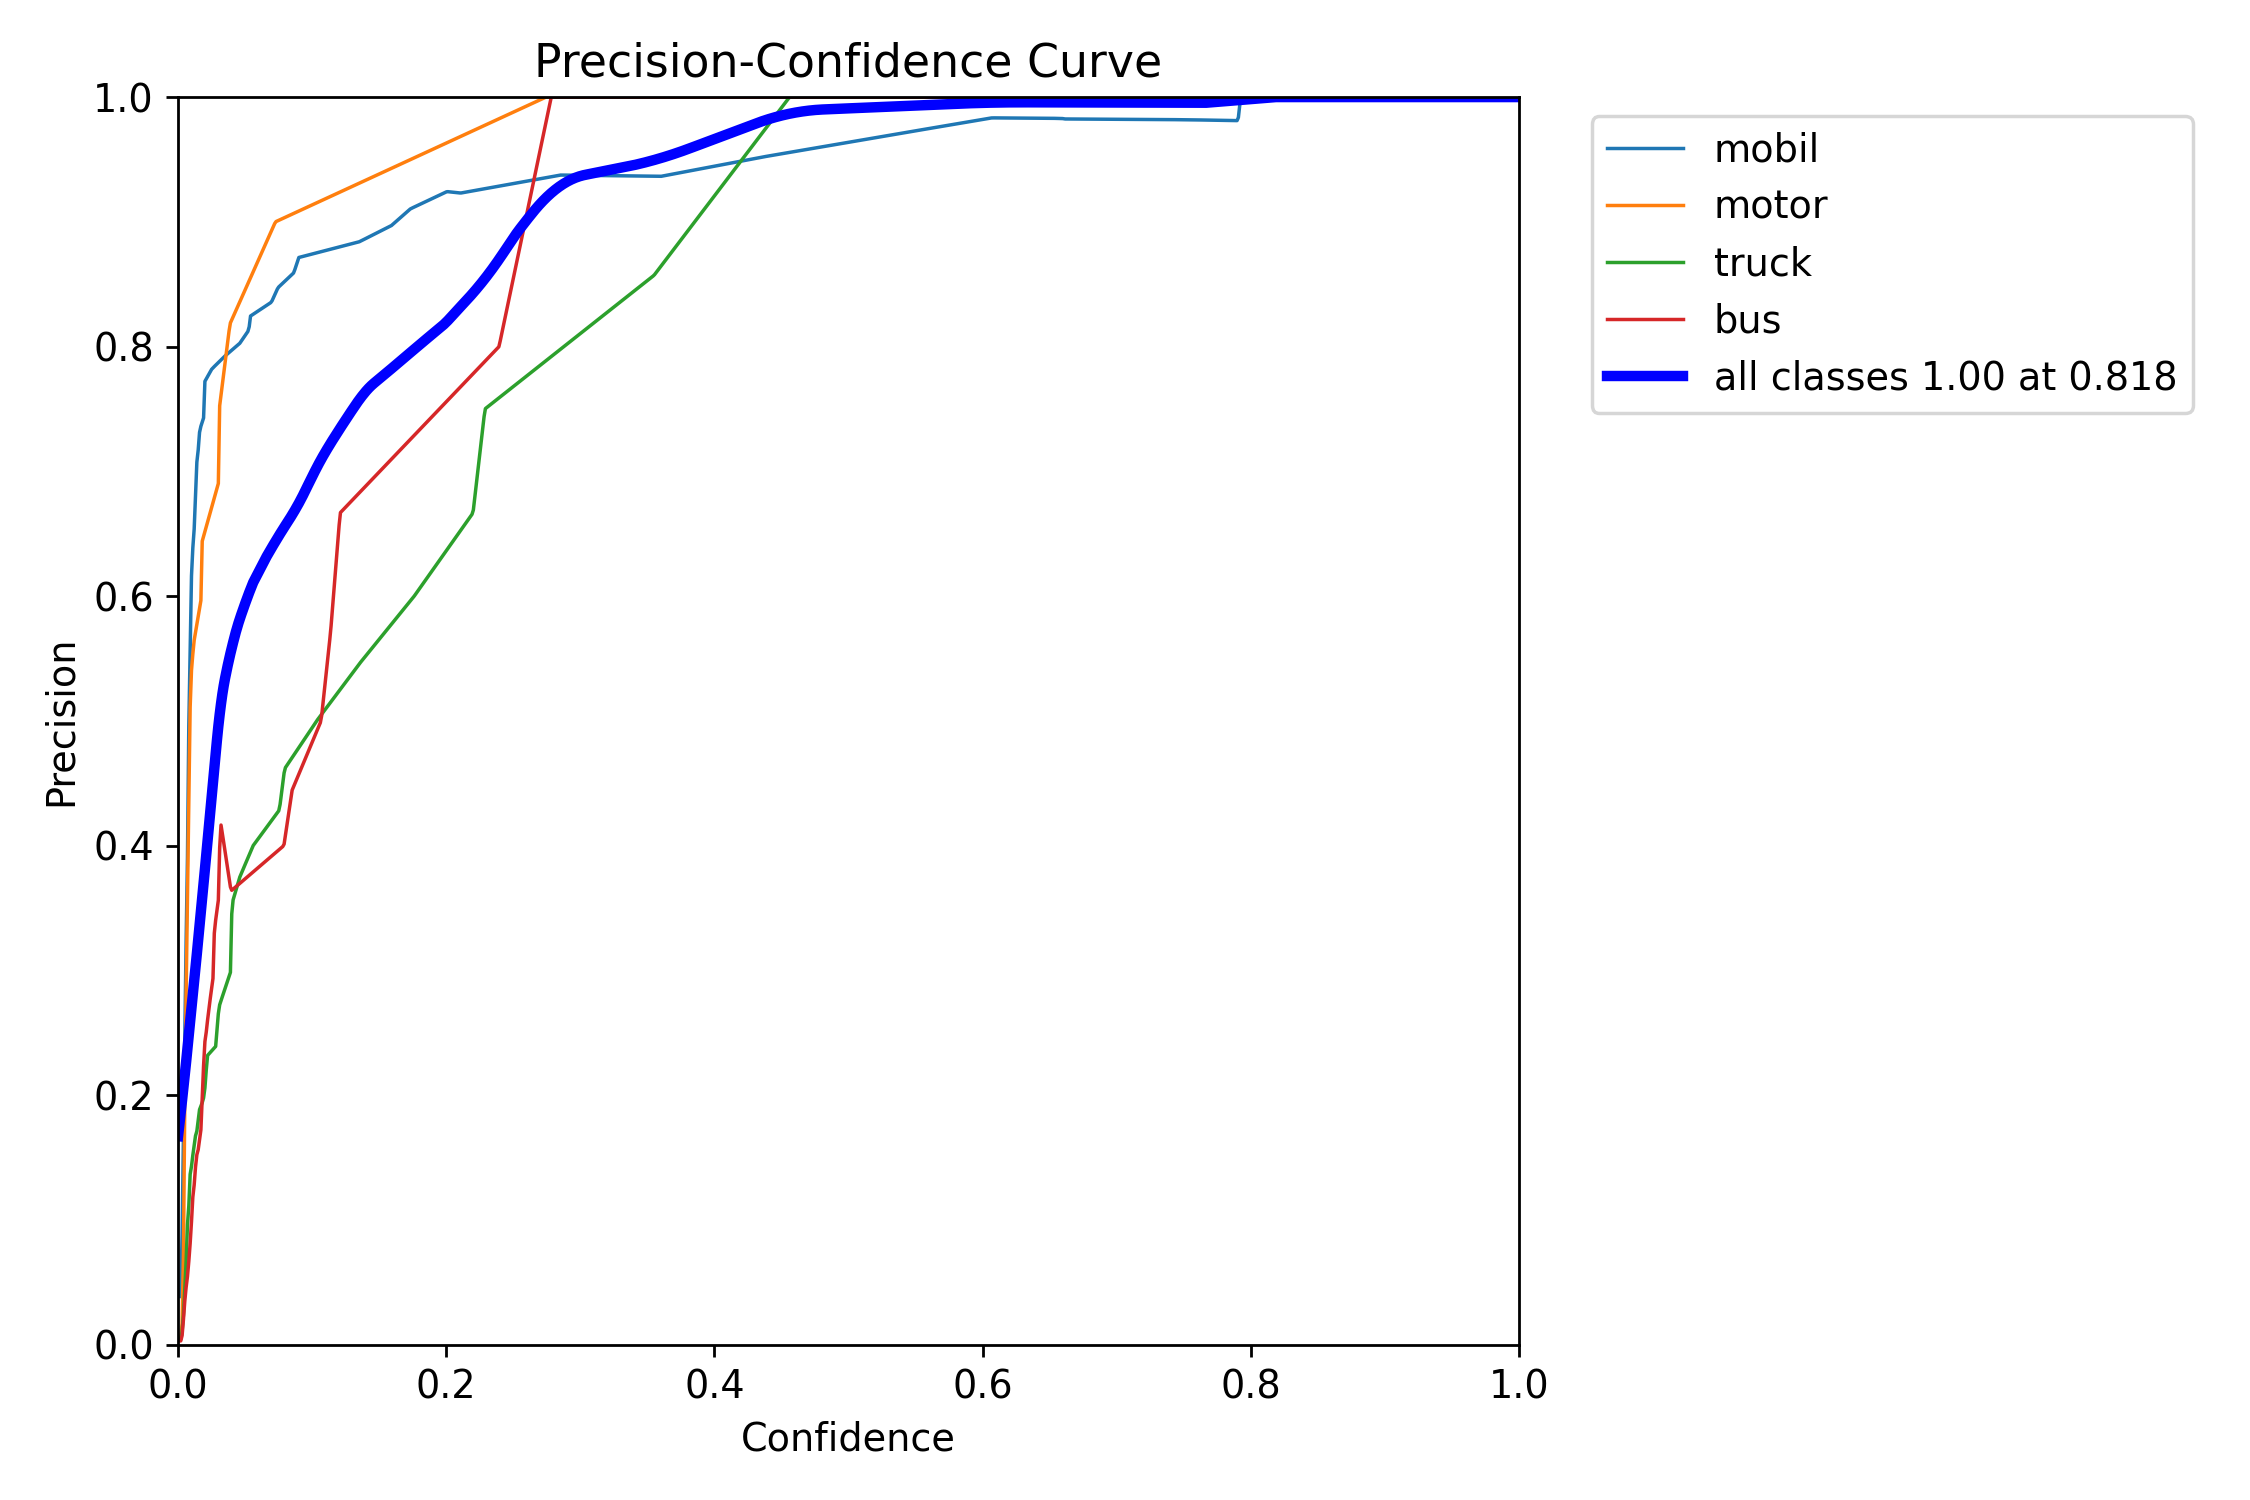 Precision-Confidence Curve
1.0
0.8
0.6
0.4
0.2
0.0
Precision
0.0 0.2 0.4 0.6 0.8 1.0
Confidence
mobil
motor
truck
bus
all classes 1.00 at 0.818